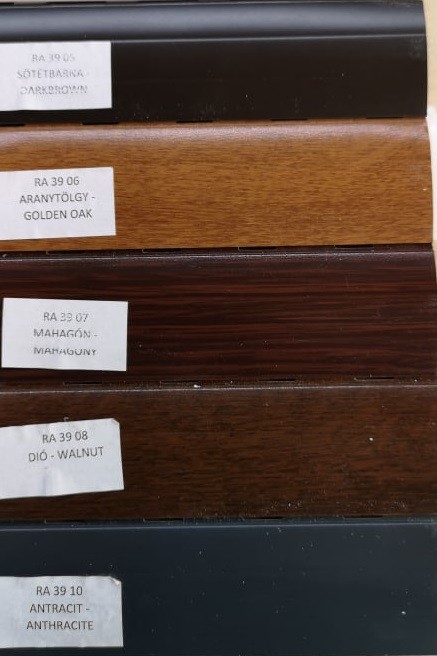 RA 39 05
SÖTÉTBARNA -
DARKBROWN
RA 39 06
ARANYTÖLGY -
GOLDEN OAK
RA 39 07
MAHAGÓN -
MAHAGONY
RA 39 08
DIÓ - WALNUT
RA 39 10
ANTRACIT -
ANTHRACITE